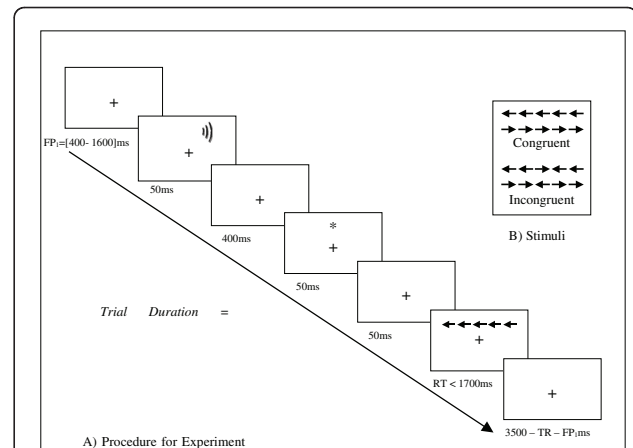 +
FP₁=[400- 1600]ms
+
50ms
+
400ms
*
+
50ms
+
50ms
+
RT < 1700ms
+
3500 – TR – FP₁ms
Congruent
Incongruent
B) Stimuli
Trial Duration =
A) Procedure for Experiment